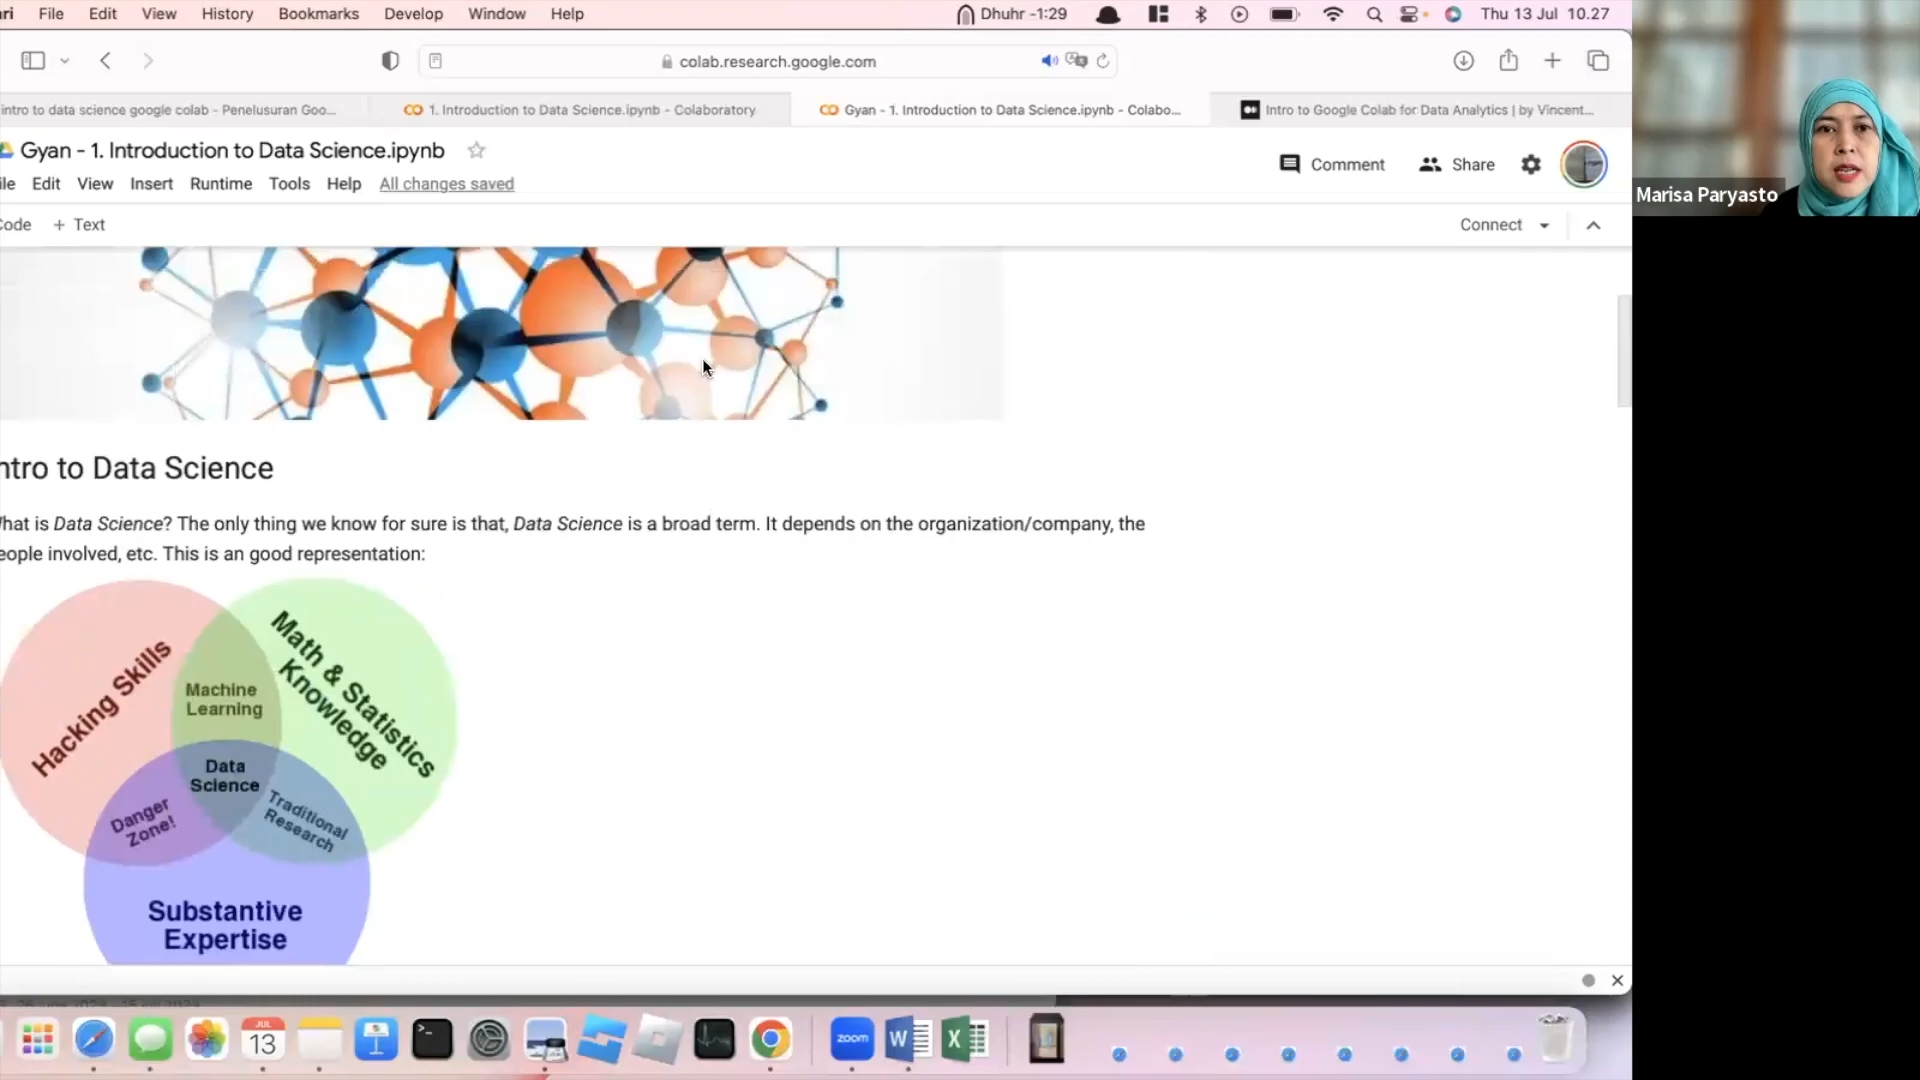 ri File Edit View History Bookmarks Develop Window Help Dhuhr -1:29 Thu 13 Jul 10.27
colab.research.google.com
intro to data science google colab - Penelusuran Goo... 1. Introduction to Data Science.ipynb - Colaboratory Gyan - 1. Introduction to Data Science.ipynb - Colabo... Intro to Google Colab for Data Analytics | by Vincent...
Gyan - 1. Introduction to Data Science.ipynb
Comment Share
ile Edit View Insert Runtime Tools Help All changes saved
ode + Text Connect
Marisa Paryasto
ntro to Data Science
hat is Data Science? The only thing we know for sure is that, Data Science is a broad term. It depends on the organization/company, the
eople involved, etc. This is an good representation:
Hacking Skills
Math & Statistics
Knowledge
Machine
Learning
Data
Science
Danger
Zone!
Traditional
Research
Substantive
Expertise
JUL
13
zoom
W
X